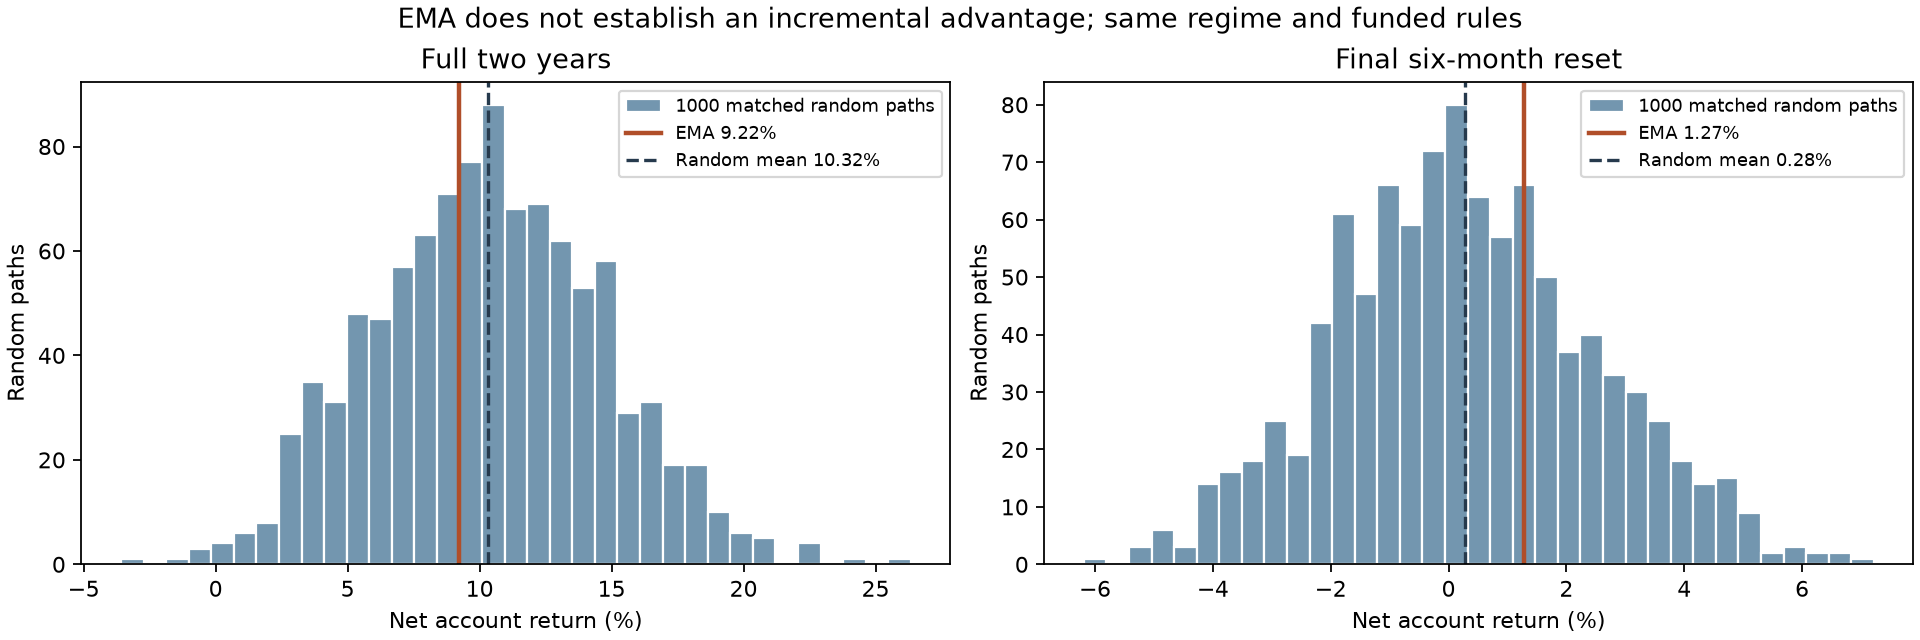 EMA does not establish an incremental advantage; same regime and funded rules
Full two years
Random paths
80
60
40
20
0
1000 matched random paths
EMA 9.22%
Random mean 10.32%
−5
0
5
10
15
20
25
Net account return (%)
Final six-month reset
Random paths
80
70
60
50
40
30
20
10
0
1000 matched random paths
EMA 1.27%
Random mean 0.28%
−6
−4
−2
0
2
4
6
Net account return (%)